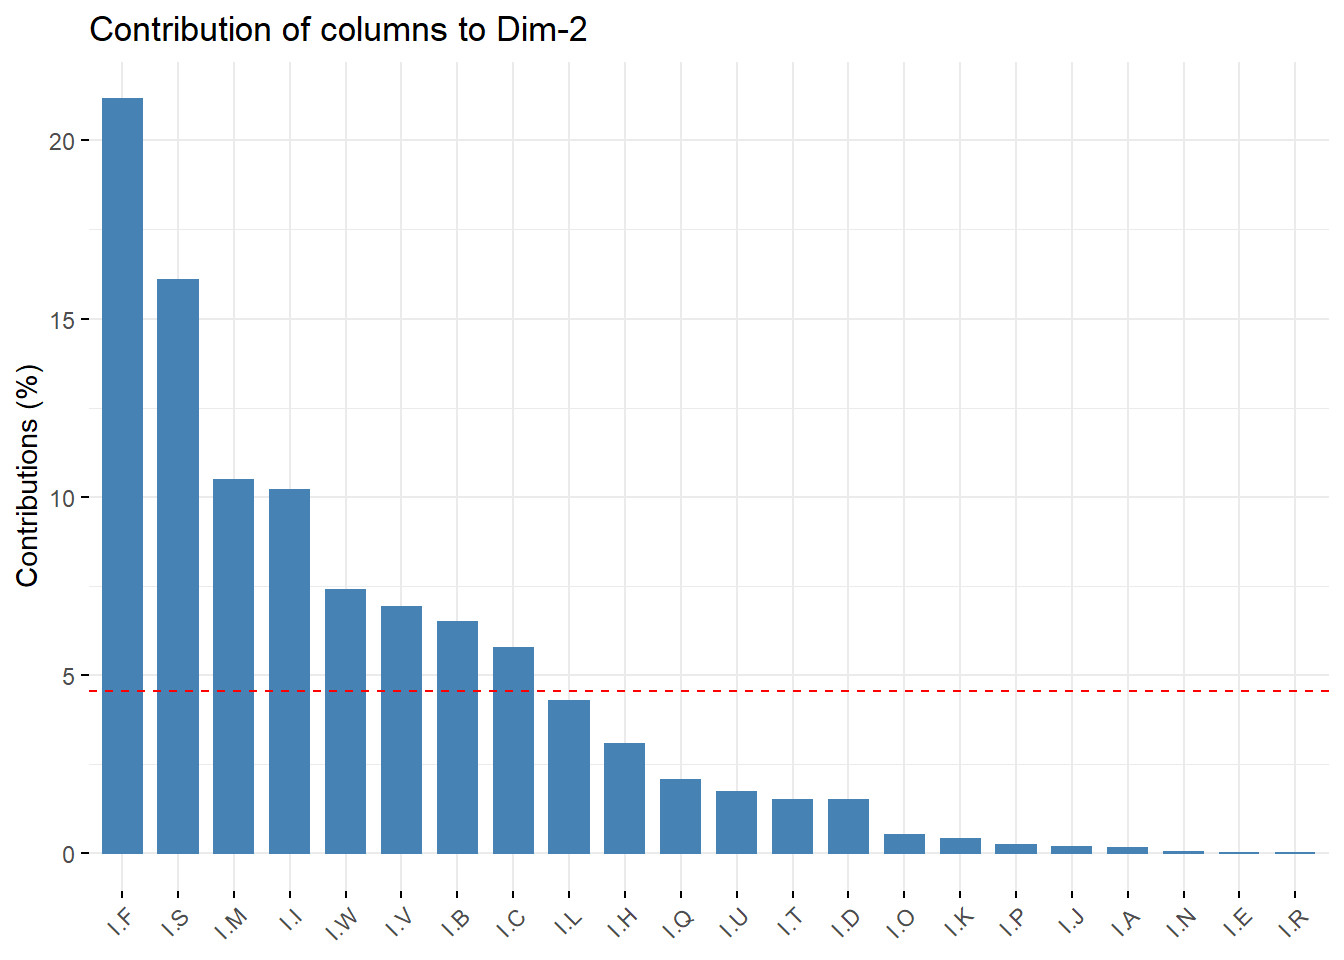 Contribution of columns to Dim-2
Contributions (%)
20
15
10
5
0
I.F
I.S
I.M
I.I
I.W
I.V
I.B
I.C
I.L
I.H
I.Q
I.U
I.T
I.D
I.O
I.K
I.P
I.J
I.A
I.N
I.E
I.R